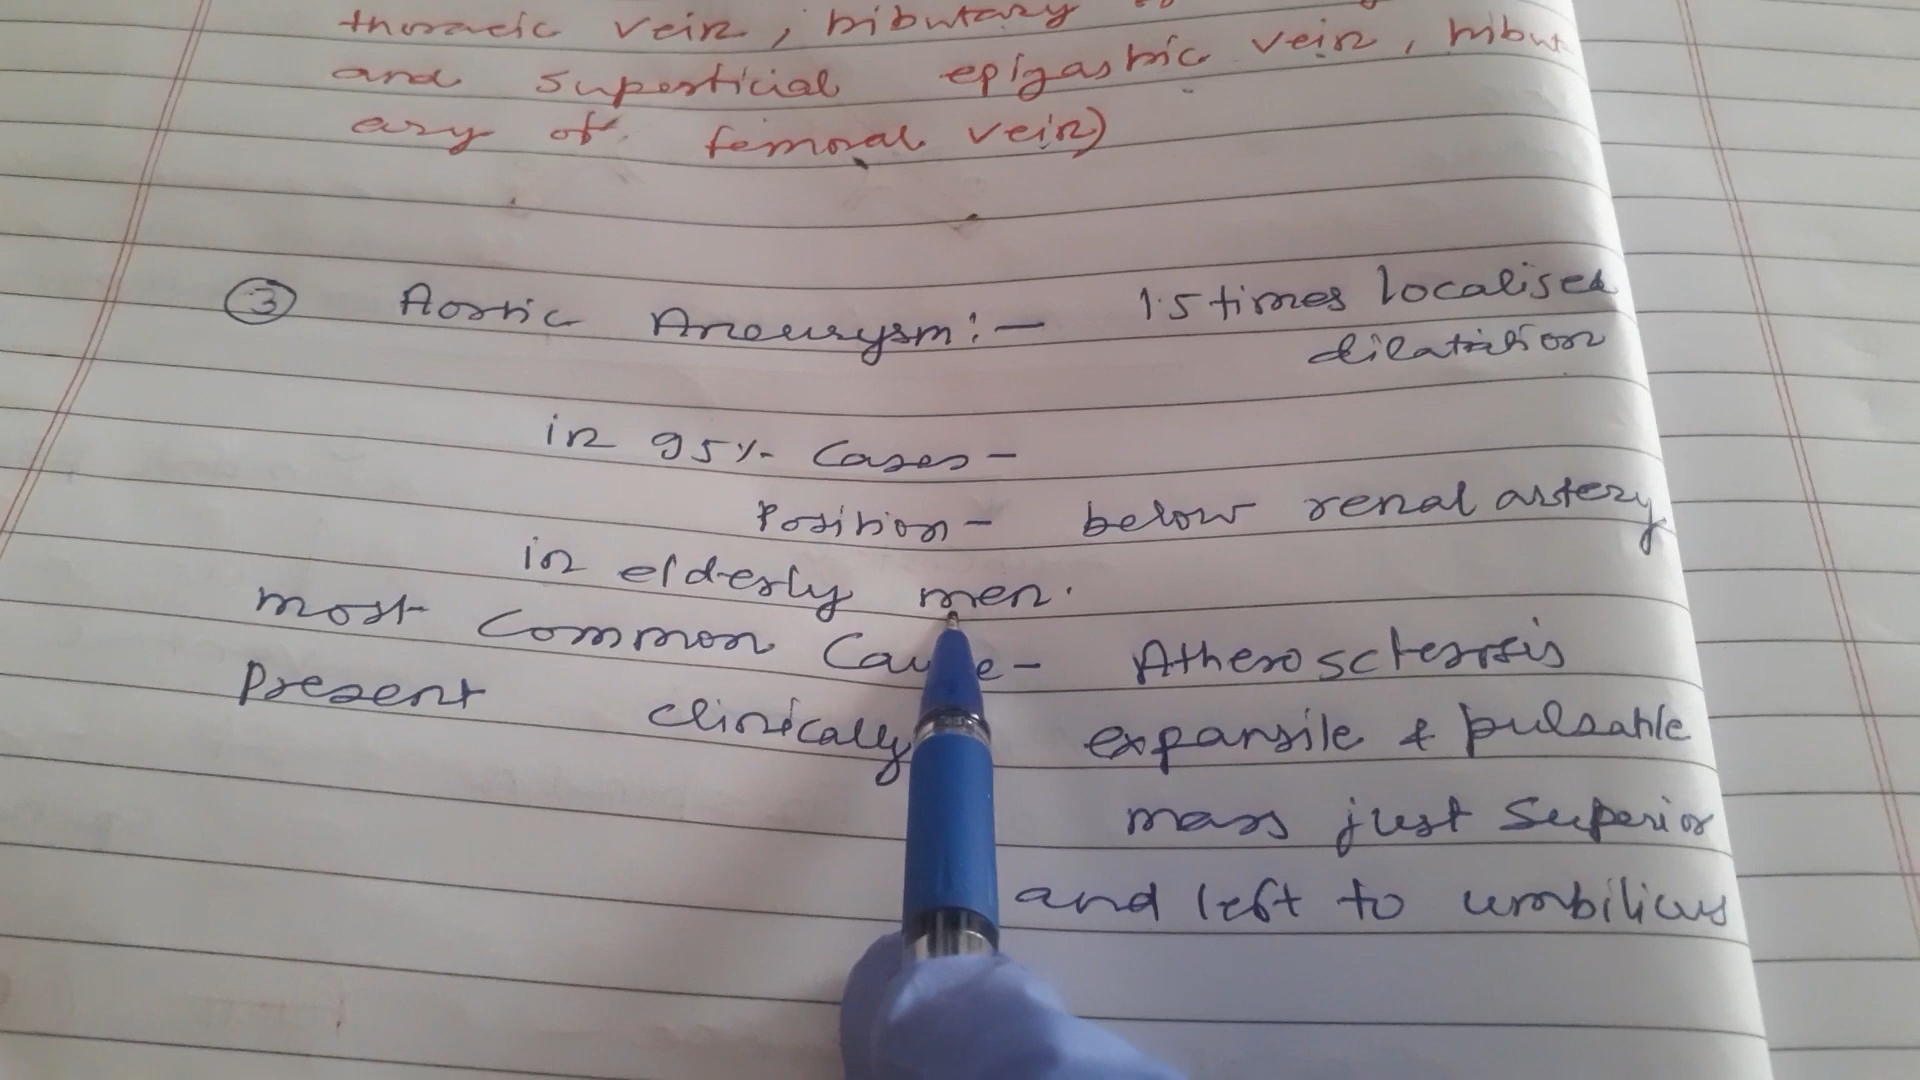 thoracic vein, tributary
and superficial epigastric vein, tribut
ary of femoral vein)
③ Aortic Aneurysm:- 1.5 times localised
dilatation
in 95% Cases-
Position- below renal artery
in elderly men.
most common Cause- Atherosclerosis
Present clinically expansile & pulsatile
mass just superior
and left to umbilicus